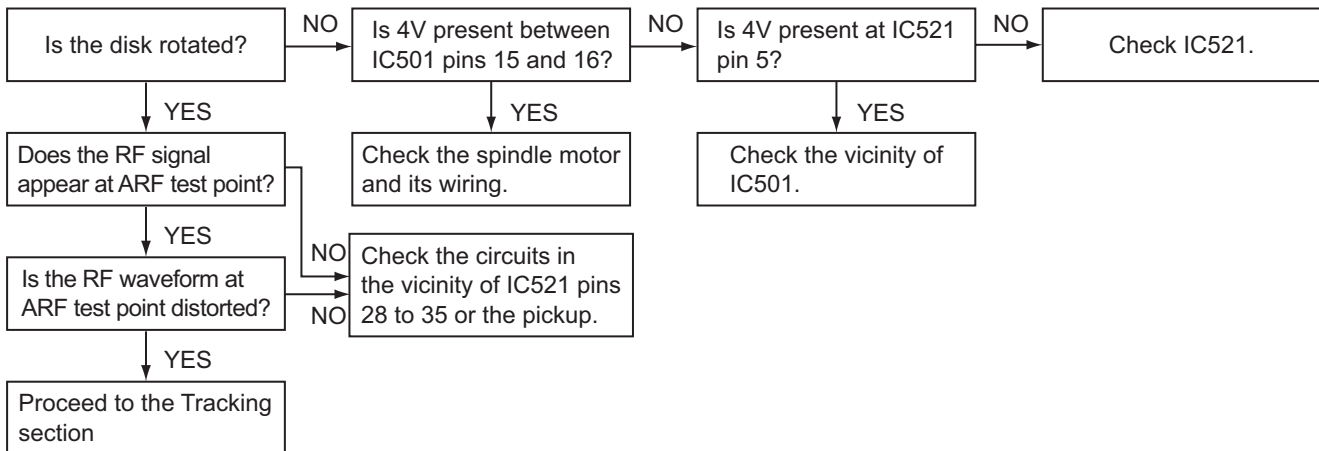 Is the disk rotated?
NO
Is 4V present between
IC501 pins 15 and 16?
NO
Is 4V present at IC521
pin 5?
NO
Check IC521.
YES
YES
YES
Does the RF signal
appear at ARF test point?
Check the spindle motor
and its wiring.
Check the vicinity of
IC501.
YES
NO
Is the RF waveform at
ARF test point distorted?
NO
Check the circuits in
the vicinity of IC521 pins
28 to 35 or the pickup.
YES
Proceed to the Tracking
section